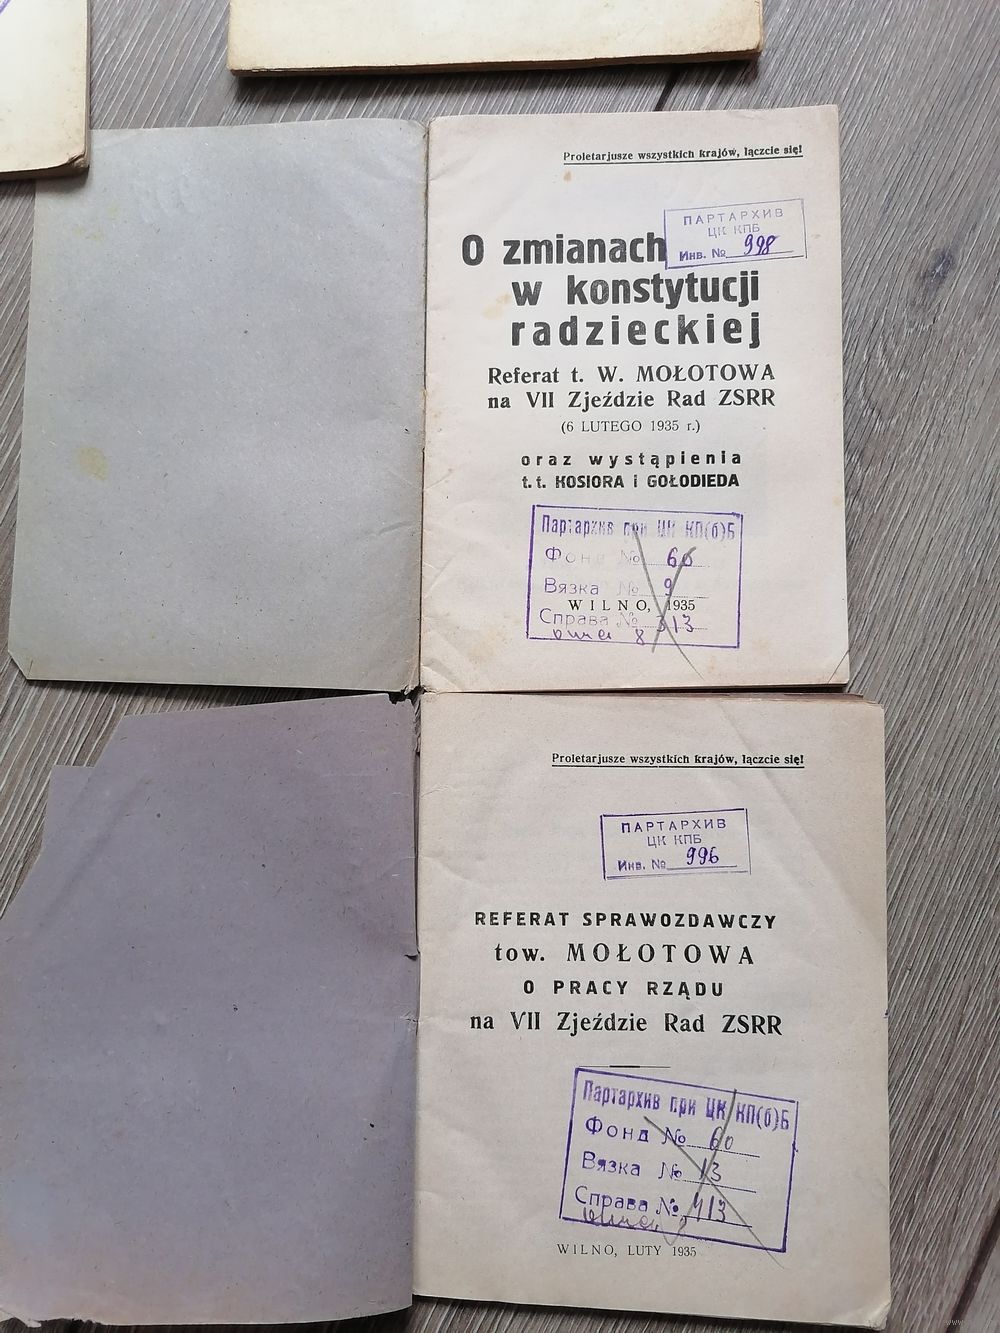 Proletarjusze wszystkich krajów, łączcie się!
ПАРТАРХИВ
ЦК КПБ
Инв. № 998
O zmianach
w konstytucji
radzieckiej
Referat t. W. MOŁOTOWA
na VII Zjeździe Rad ZSRR
(6 LUTEGO 1935 r.)
oraz wystąpienia
t.t. KOSIORA i GOŁODIEDA
Партархив при ЦК КП(б)Б
Фонд № 60
Вязка № 9
WILNO, 1935
Справа № 313
8
Proletarjusze wszystkich krajów, łączcie się!
ПАРТАРХИВ
ЦК КПБ
Инв. № 996
REFERAT SPRAWOZDAWCZY
tow. MOŁOTOWA
O PRACY RZĄDU
na VII Zjeździe Rad ZSRR
Партархив при ЦК КП(б)Б
Фонд № 60
Вязка № 13
Справа № 413
WILNO, LUTY 1935